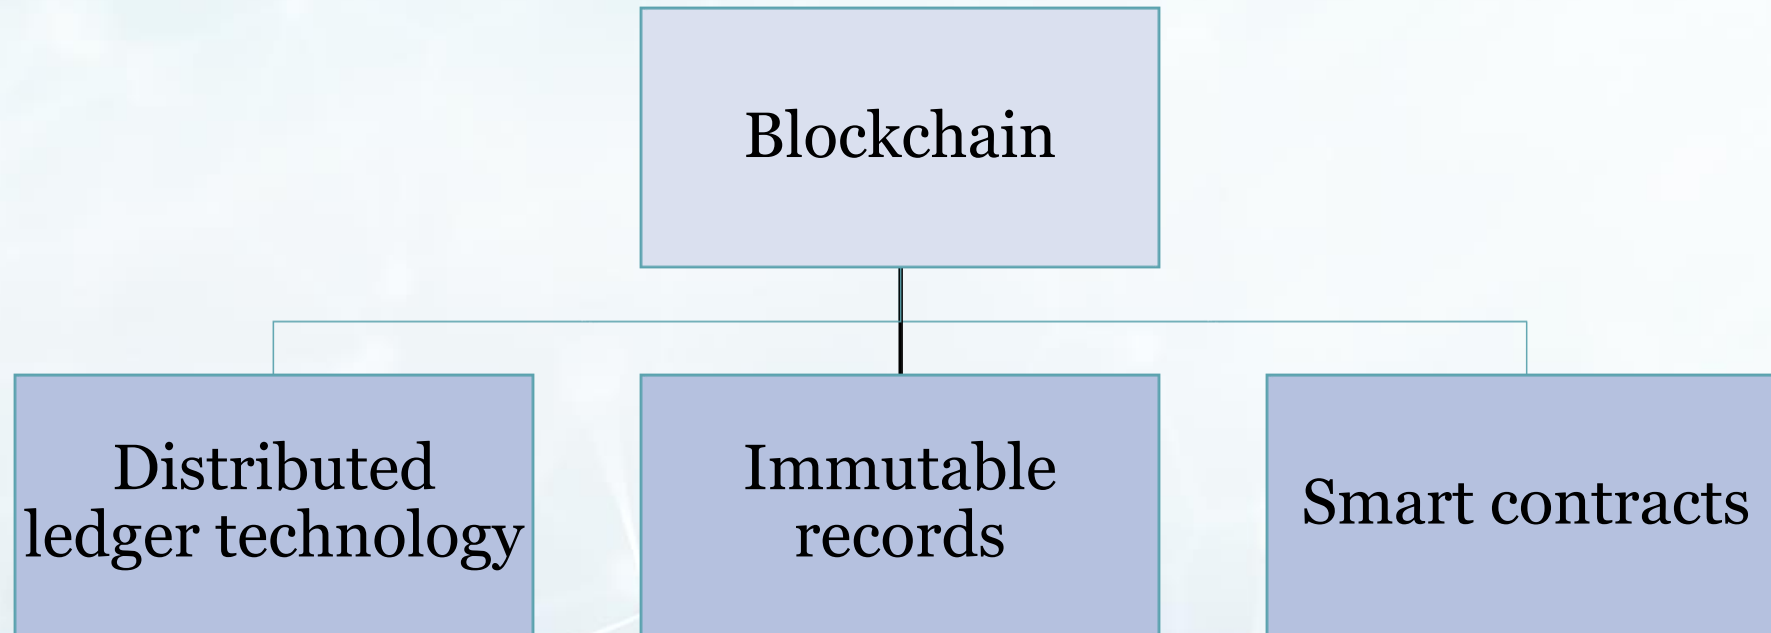 Blockchain
Distributed
ledger technology
Immutable
records
Smart contracts